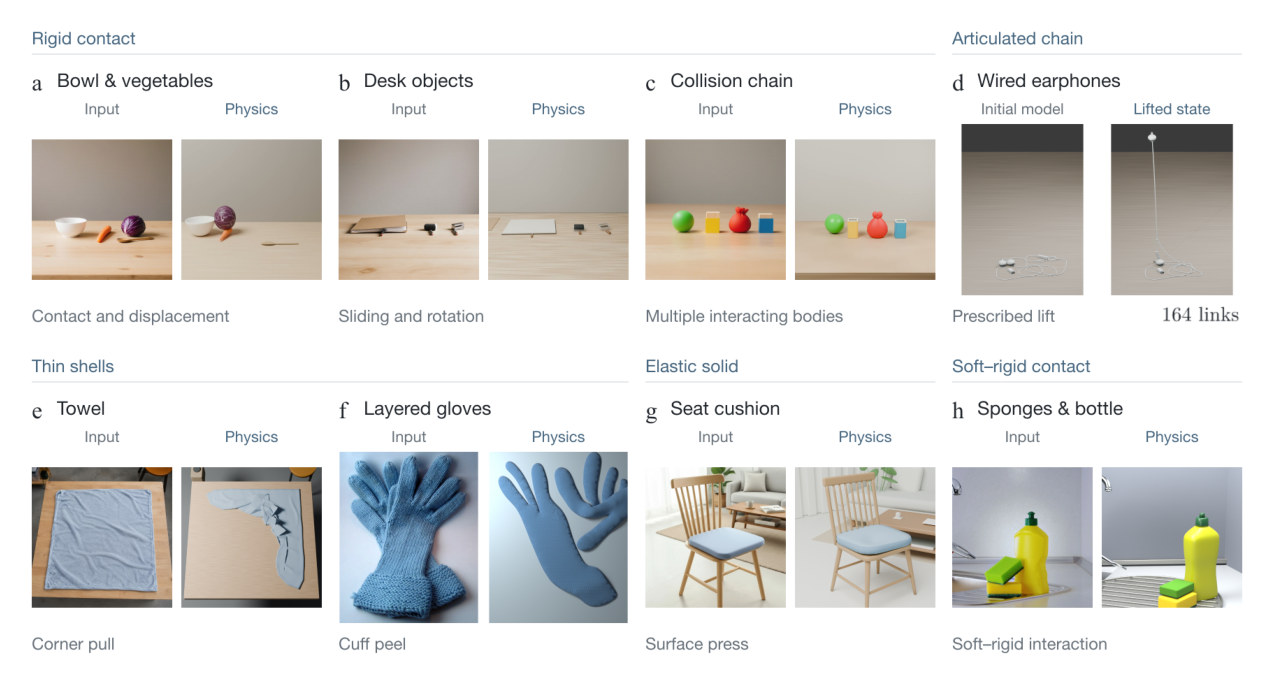 Rigid contact
Articulated chain
a Bowl & vegetables
b Desk objects
c Collision chain
d Wired earphones
Input Physics
Input Physics
Input Physics
Initial model Lifted state
Contact and displacement
Sliding and rotation
Multiple interacting bodies
Prescribed lift 164 links
Thin shells
Elastic solid
Soft–rigid contact
e Towel
f Layered gloves
g Seat cushion
h Sponges & bottle
Input Physics
Input Physics
Input Physics
Input Physics
Corner pull
Cuff peel
Surface press
Soft–rigid interaction